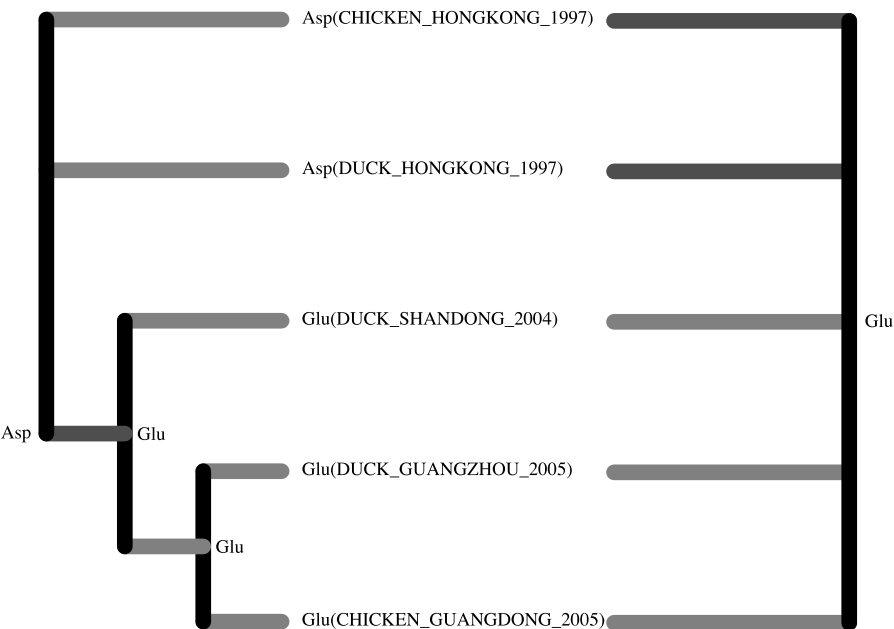 Asp(CHICKEN_HONGKONG_1997)
Asp(DUCK_HONGKONG_1997)
Glu(DUCK_SHANDONG_2004)
Glu
Asp
Glu
Glu(DUCK_GUANGZHOU_2005)
Glu
Glu(CHICKEN_GUANGDONG_2005)